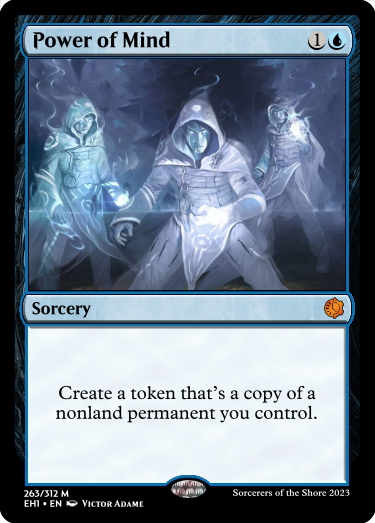 Power of Mind 1
Sorcery
Create a token that's a copy of a
nonland permanent you control.
263/312 M
EH1 • EN Victor Adame
Sorcerers of the Shore 2023